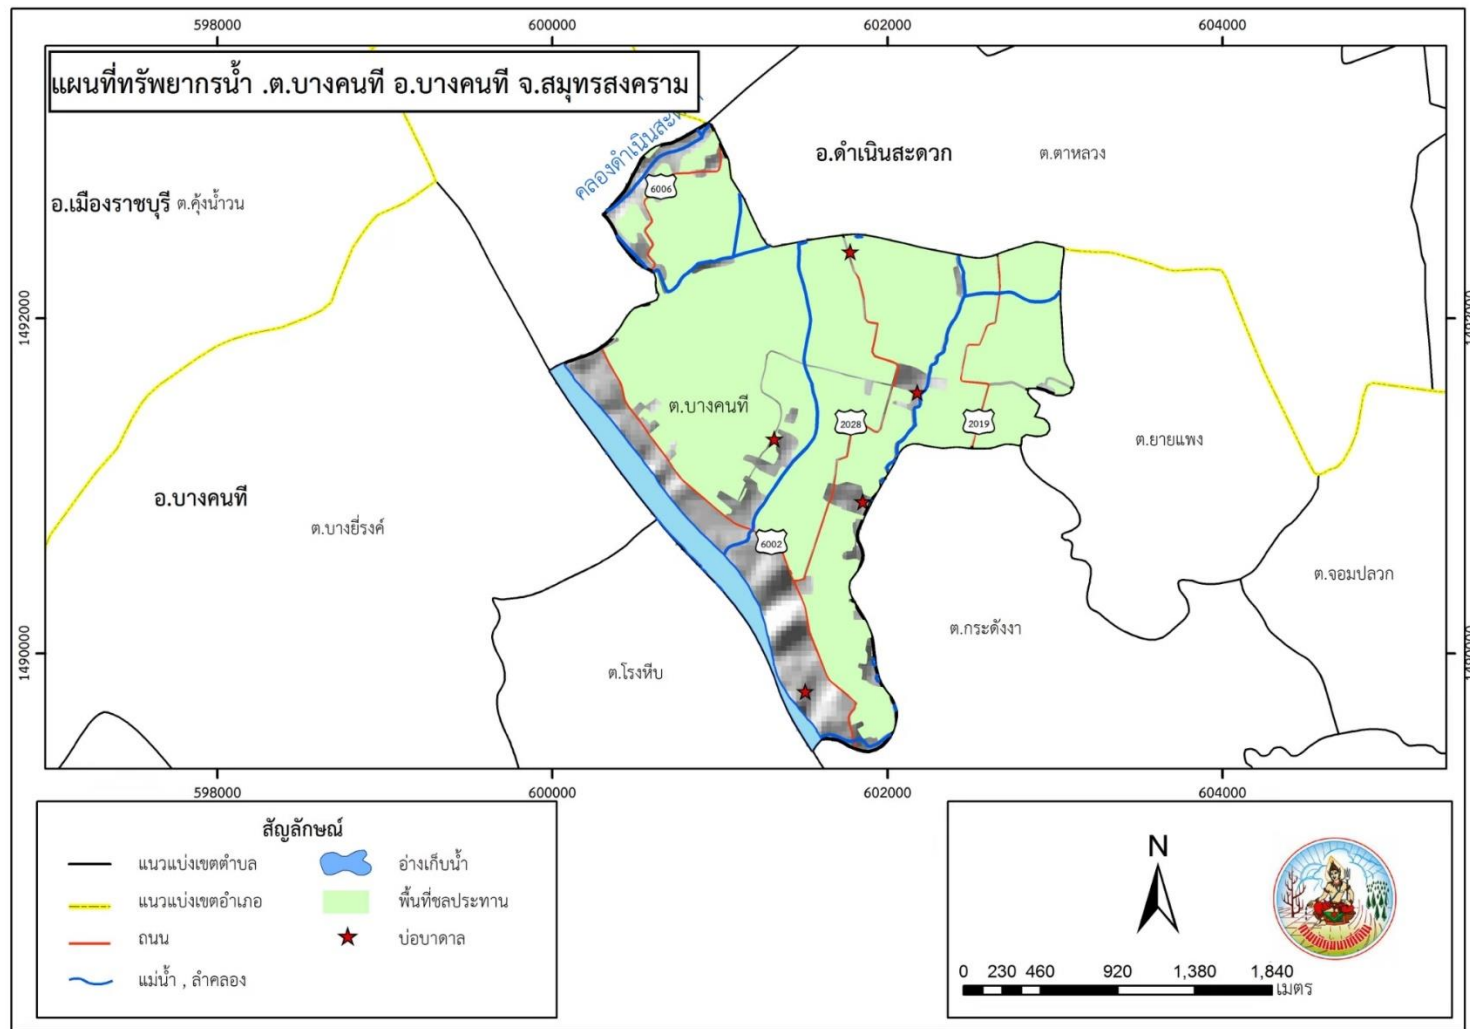 598000
600000
602000
604000
แผนที่ทรัพยากรน้ำ .ต.บางคนที อ.บางคนที จ.สมุทรสงคราม
อ.ดำเนินสะดวก
ต.ตาหลวง
อ.เมืองราชบุรี ต.คุ้งน้ำวน
6006
1492000
ต.บางคนที
2028
2019
ต.ยายแพง
อ.บางคนที
ต.บางยี่รงค์
6002
ต.จอมปลวก
ต.กระดังงา
ต.โรงหีบ
1490000
598000
600000
602000
604000
สัญลักษณ์
แนวแบ่งเขตตำบล
แนวแบ่งเขตอำเภอ
ถนน
แม่น้ำ , ลำคลอง
อ่างเก็บน้ำ
พื้นที่ชลประทาน
บ่อบาดาล
N
0 230 460 920 1,380 1,840
เมตร
กรมพัฒนาที่ดิน